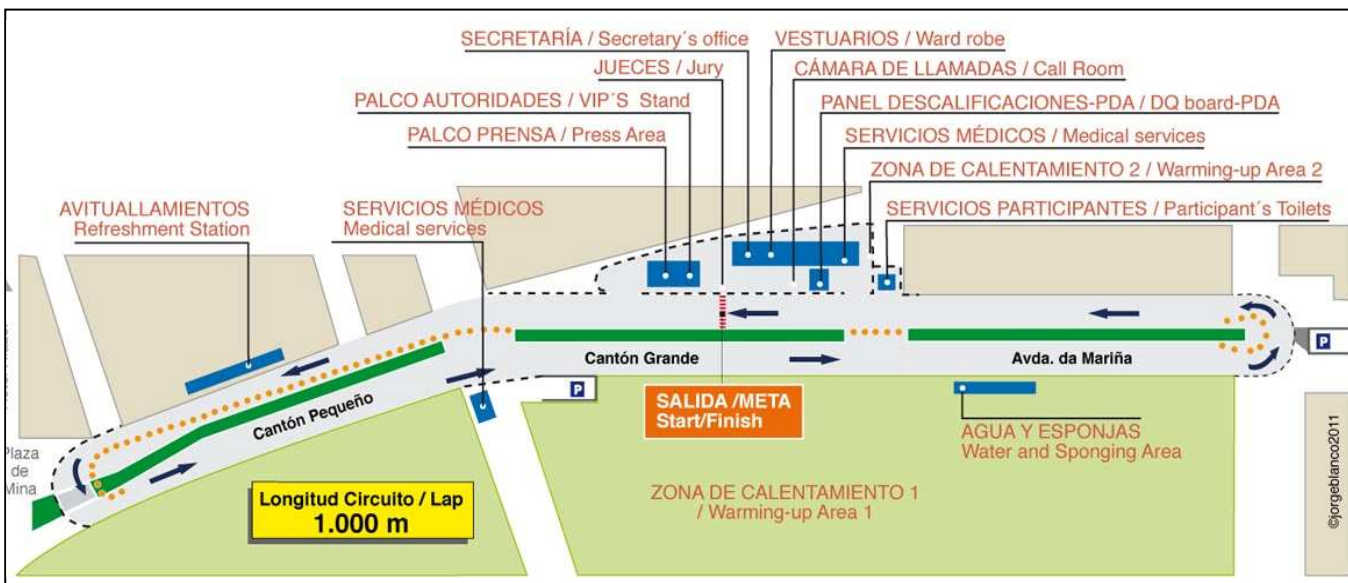 SECRETARÍA / Secretary´s office
VESTUARIOS / Ward robe
JUECES / Jury
CÁMARA DE LLAMADAS / Call Room
PALCO AUTORIDADES / VIP´S Stand
PANEL DESCALIFICACIONES-PDA / DQ board-PDA
PALCO PRENSA / Press Area
SERVICIOS MÉDICOS / Medical services
ZONA DE CALENTAMIENTO 2 / Warming-up Area 2
AVITUALLAMIENTOS
Refreshment Station
SERVICIOS MÉDICOS
Medical services
SERVICIOS PARTICIPANTES / Participant´s Toilets
P
Cantón Grande
Avda. da Mariña
P
Cantón Pequeño
SALIDA /META
Start/Finish
AGUA Y ESPONJAS
Water and Sponging Area
Plaza
de
Mina
Longitud Circuito / Lap
1.000 m
ZONA DE CALENTAMIENTO 1
/ Warming-up Area 1
©jorgeblanco2011